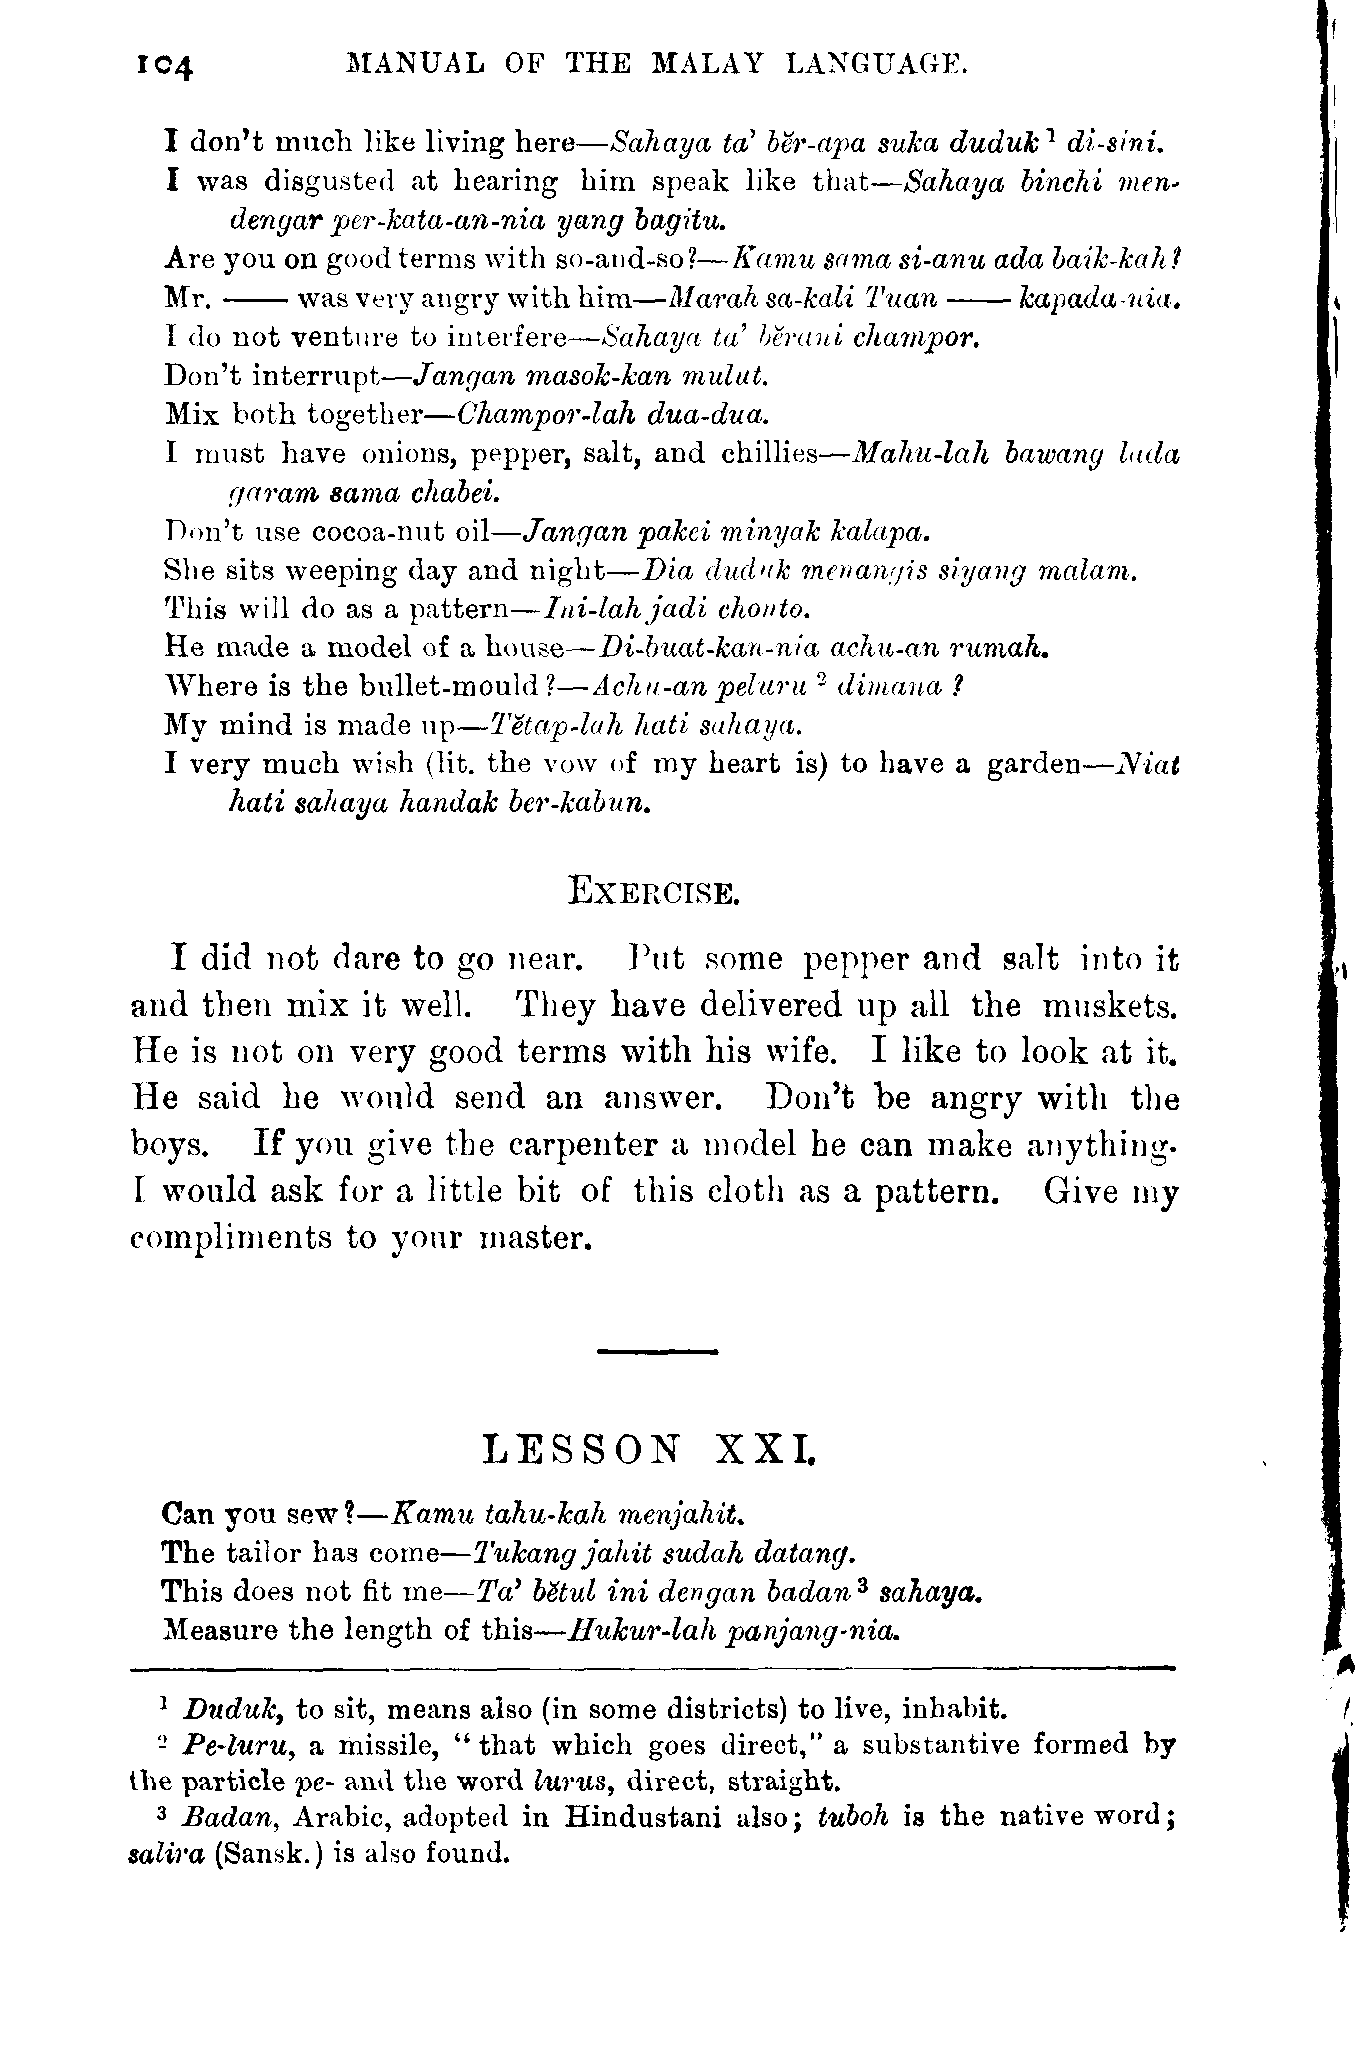 104 MANUAL OF THE MALAY LANGUAGE.
I don't much like living here—Sahaya ta' bĕr-apa suka duduk ¹ di-sini.
I was disgusted at hearing him speak like that—Sahaya binchi men-
dengar per-kata-an-nia yang bagitu.
Are you on good terms with so-and-so?—Kamu sama si-anu ada baik-kah?
Mr. —— was very angry with him—Marah sa-kali Tuan —— kapada-nia.
I do not venture to interfere—Sahaya ta' bĕrani champor.
Don't interrupt—Jangan masok-kan mulut.
Mix both together—Champor-lah dua-dua.
I must have onions, pepper, salt, and chillies—Mahu-lah bawang lada
garam sama chabei.
Don't use cocoa-nut oil—Jangan pakei minyak kalapa.
She sits weeping day and night—Dia duduk menangis siyang malam.
This will do as a pattern—Ini-lah jadi chonto.
He made a model of a house—Di-buat-kan-nia achu-an rumah.
Where is the bullet-mould?—Achu-an peluru ² dimana?
My mind is made up—Tĕtap-lah hati sahaya.
I very much wish (lit. the vow of my heart is) to have a garden—Niat
hati sahaya handak ber-kabun.
EXERCISE.
I did not dare to go near. Put some pepper and salt into it
and then mix it well. They have delivered up all the muskets.
He is not on very good terms with his wife. I like to look at it.
He said he would send an answer. Don't be angry with the
boys. If you give the carpenter a model he can make anything.
I would ask for a little bit of this cloth as a pattern. Give my
compliments to your master.
LESSON XXI.
Can you sew?—Kamu tahu-kah menjahit.
The tailor has come—Tukang jahit sudah datang.
This does not fit me—Ta' bĕtul ini dengan badan ³ sahaya.
Measure the length of this—Hukur-lah panjang-nia.
¹ Duduk, to sit, means also (in some districts) to live, inhabit.
² Pe-luru, a missile, "that which goes direct," a substantive formed by
the particle pe- and the word lurus, direct, straight.
³ Badan, Arabic, adopted in Hindustani also; tuboh is the native word;
salira (Sansk.) is also found.